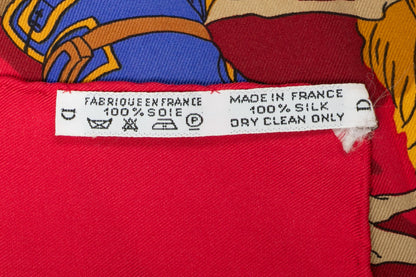 FABRIQUE EN FRANCE
100% SOIE
P
MADE IN FRANCE
100% SILK
DRY CLEAN ONLY
D
D